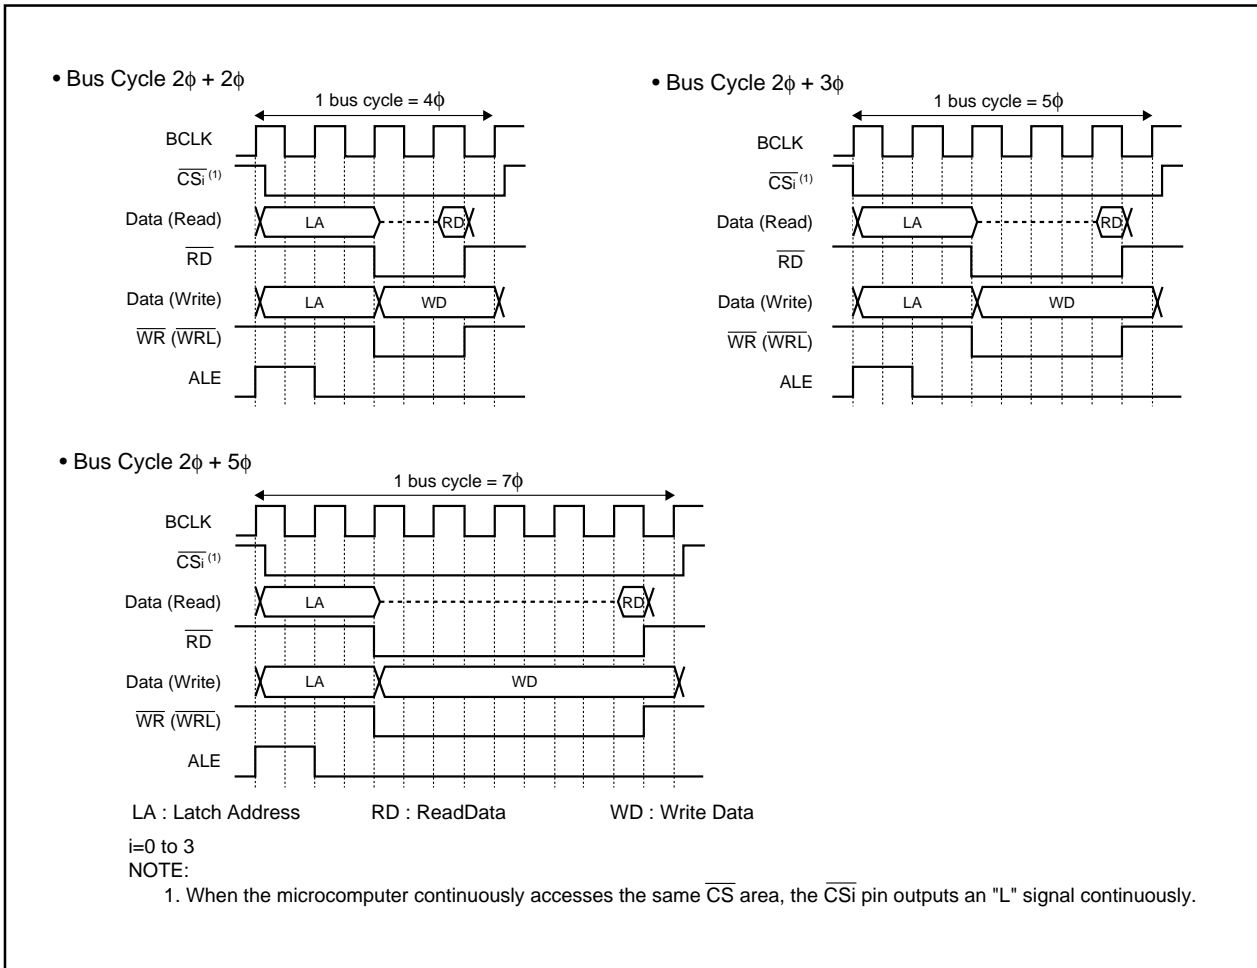 • Bus Cycle 2ϕ + 2ϕ
1 bus cycle = 4ϕ
BCLK
CSi (1)
Data (Read)
LA
RD
RD
Data (Write)
LA
WD
WR (WRL)
ALE
• Bus Cycle 2ϕ + 3ϕ
1 bus cycle = 5ϕ
BCLK
CSi (1)
Data (Read)
LA
RD
RD
Data (Write)
LA
WD
WR (WRL)
ALE
• Bus Cycle 2ϕ + 5ϕ
1 bus cycle = 7ϕ
BCLK
CSi (1)
Data (Read)
LA
RD
RD
Data (Write)
LA
WD
WR (WRL)
ALE
LA : Latch Address RD : ReadData WD : Write Data
i=0 to 3
NOTE:
1. When the microcomputer continuously accesses the same CS area, the CSi pin outputs an "L" signal continuously.